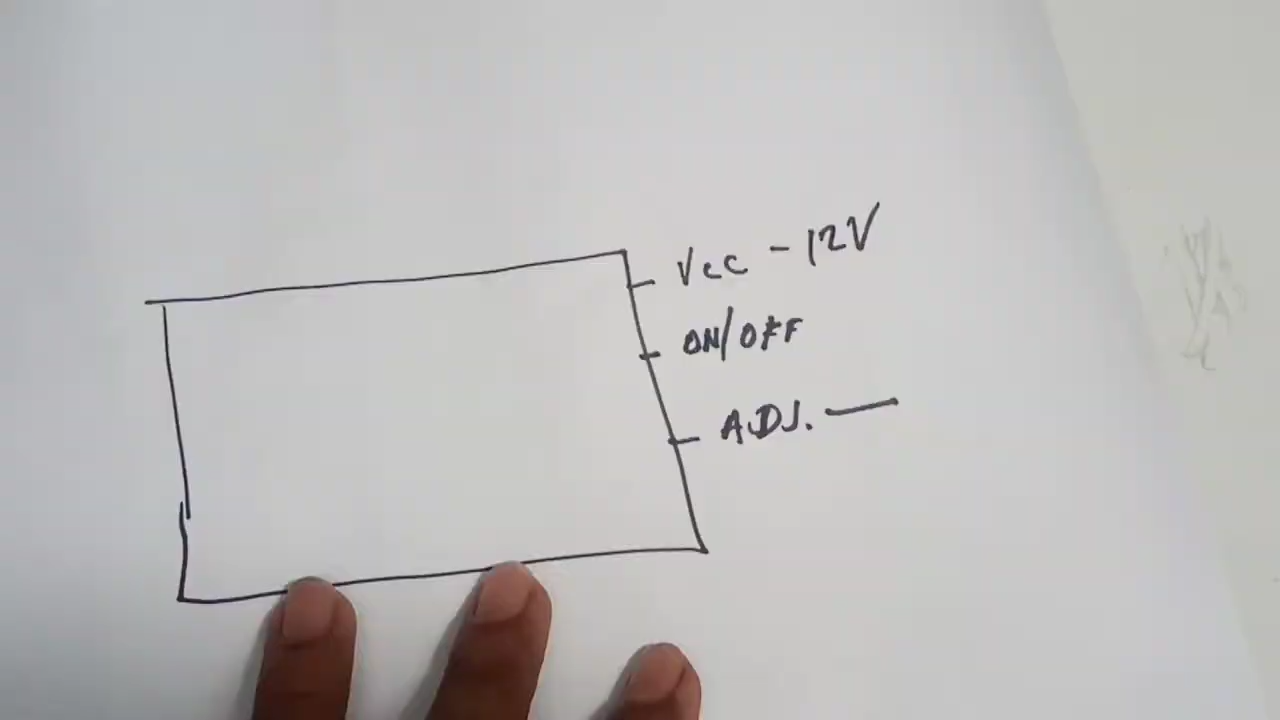 Vcc - 12V
ON/OFF
ADJ. —